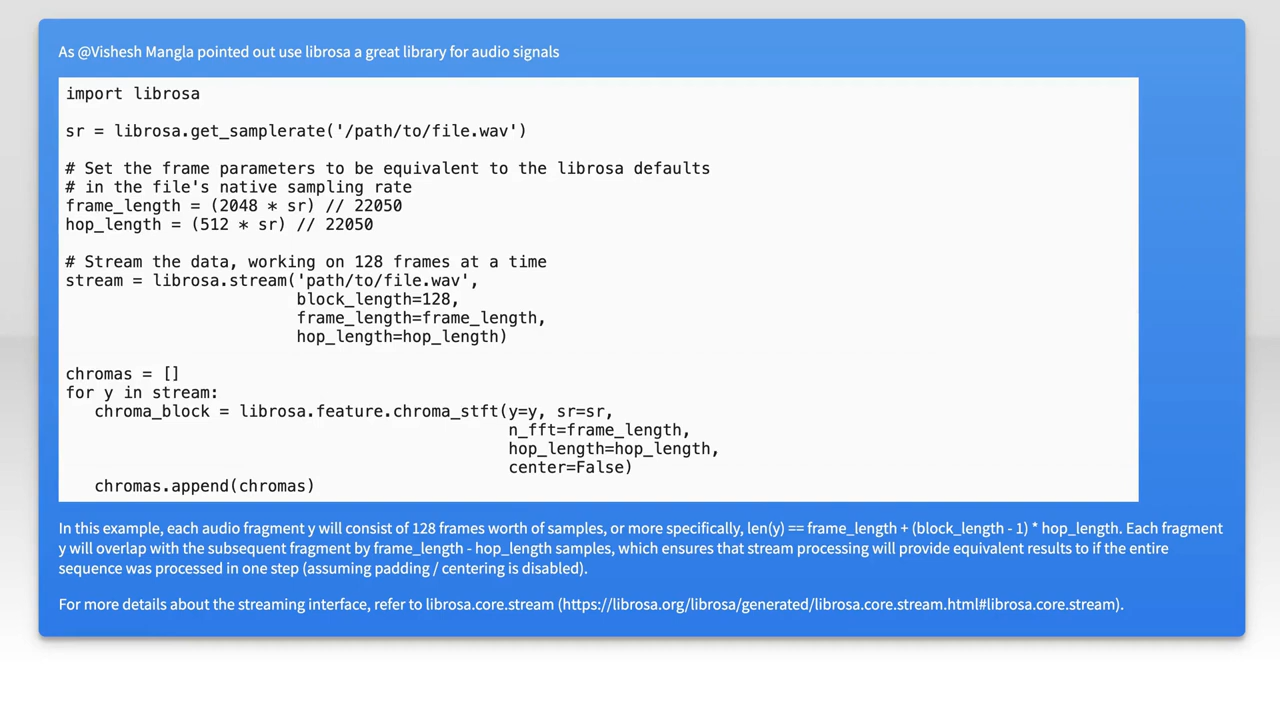 As @Vishesh Mangla pointed out use librosa a great library for audio signals
import librosa
sr = librosa.get_samplerate('/path/to/file.wav')
# Set the frame parameters to be equivalent to the librosa defaults
# in the file's native sampling rate
frame_length = (2048 * sr) // 22050
hop_length = (512 * sr) // 22050
# Stream the data, working on 128 frames at a time
stream = librosa.stream('path/to/file.wav',
block_length=128,
frame_length=frame_length,
hop_length=hop_length)
chromas = []
for y in stream:
chroma_block = librosa.feature.chroma_stft(y=y, sr=sr,
n_fft=frame_length,
hop_length=hop_length,
center=False)
chromas.append(chromas)
In this example, each audio fragment y will consist of 128 frames worth of samples, or more specifically, len(y) == frame_length + (block_length - 1) * hop_length. Each fragment
y will overlap with the subsequent fragment by frame_length - hop_length samples, which ensures that stream processing will provide equivalent results to if the entire
sequence was processed in one step (assuming padding / centering is disabled).
For more details about the streaming interface, refer to librosa.core.stream (https://librosa.org/librosa/generated/librosa.core.stream.html#librosa.core.stream).